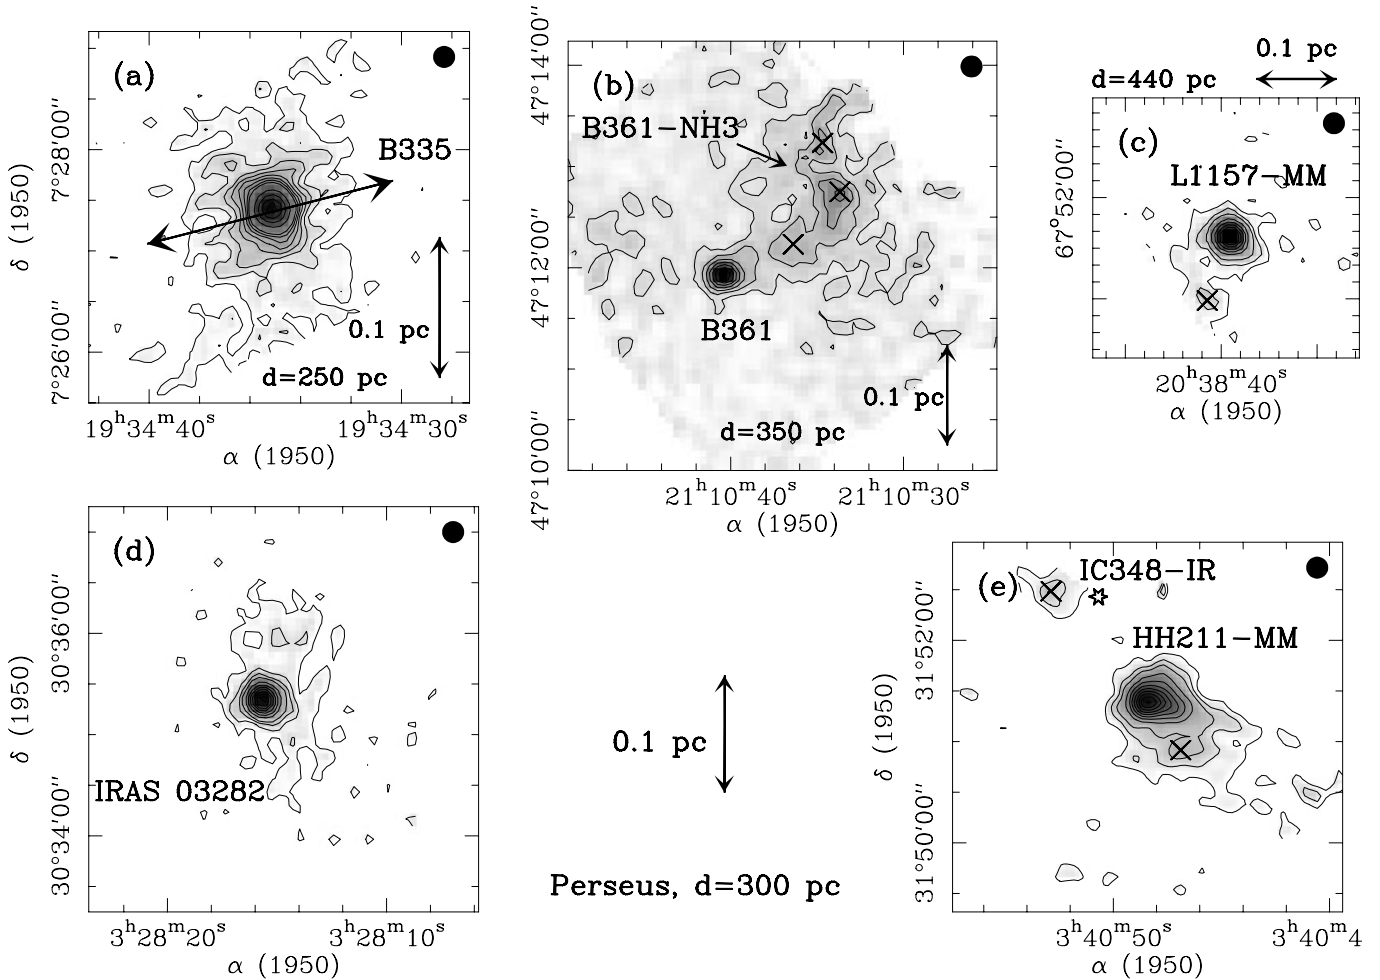 (a)
B335
0.1 pc
d=250 pc
7°28′00″
7°26′00″
δ (1950)
19ʰ34ᵐ40ˢ
19ʰ34ᵐ30ˢ
α (1950)
(b)
B361−NH3
B361
0.1 pc
d=350 pc
47°14′00″
47°12′00″
47°10′00″
21ʰ10ᵐ40ˢ
21ʰ10ᵐ30ˢ
α (1950)
0.1 pc
d=440 pc
(c)
L1157−MM
67°52′00″
20ʰ38ᵐ40ˢ
α (1950)
(d)
IRAS 03282
30°36′00″
30°34′00″
δ (1950)
3ʰ28ᵐ20ˢ
3ʰ28ᵐ10ˢ
α (1950)
0.1 pc
Perseus, d=300 pc
(e)
IC348−IR
HH211−MM
31°52′00″
31°50′00″
δ (1950)
3ʰ40ᵐ50ˢ
3ʰ40ᵐ4
α (1950)